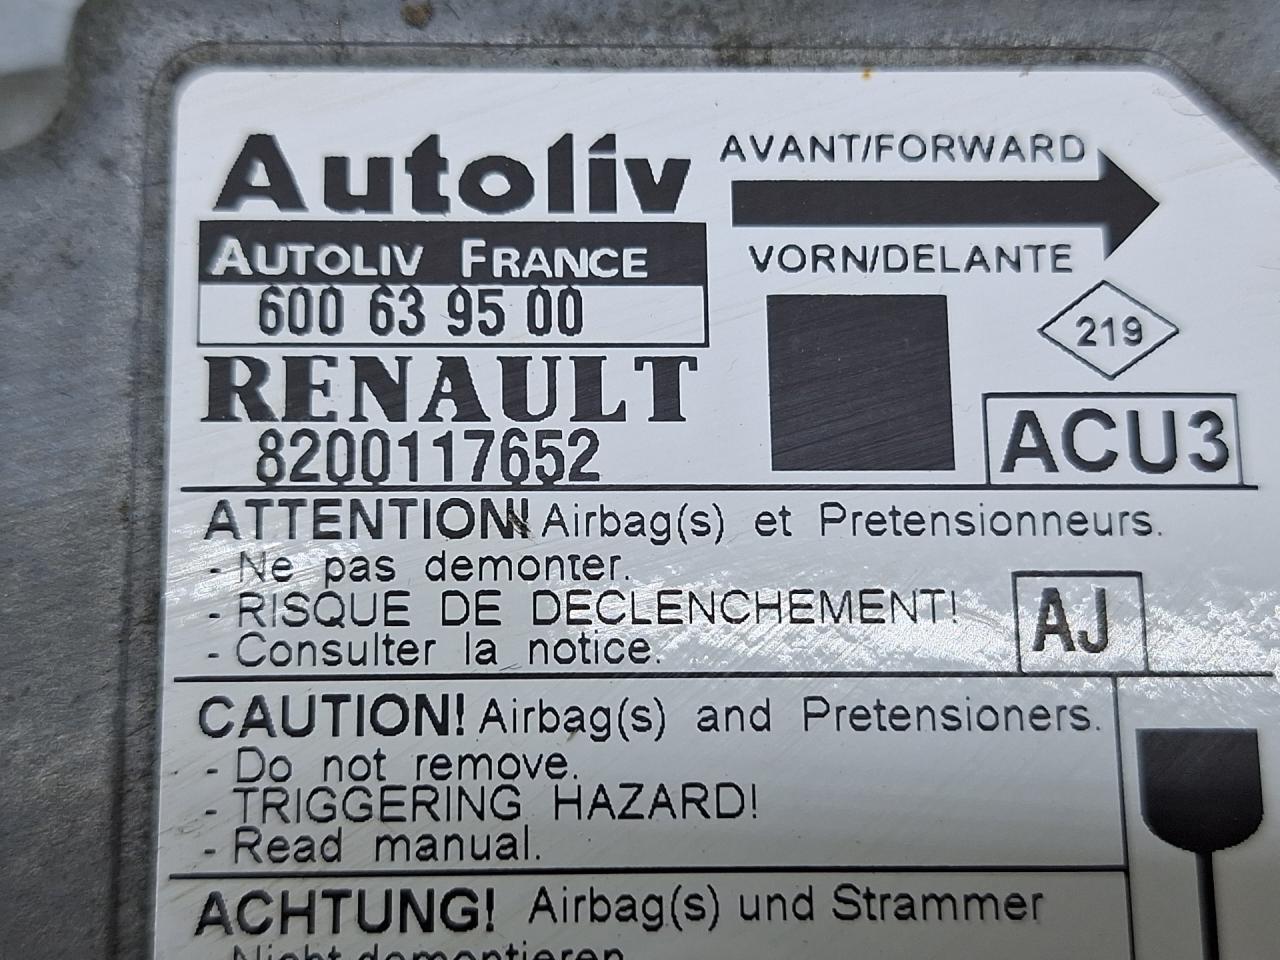 Autoliv
AVANT/FORWARD
AUTOLIV FRANCE
VORN/DELANTE
600 63 95 00
219
RENAULT
ACU3
8200117652
ATTENTION! Airbag(s) et Pretensionneurs.
- Ne pas demonter.
- RISQUE DE DECLENCHEMENT!
AJ
- Consulter la notice.
CAUTION! Airbag(s) and Pretensioners.
- Do not remove.
- TRIGGERING HAZARD!
- Read manual.
ACHTUNG! Airbag(s) und Strammer
- Nicht demontieren